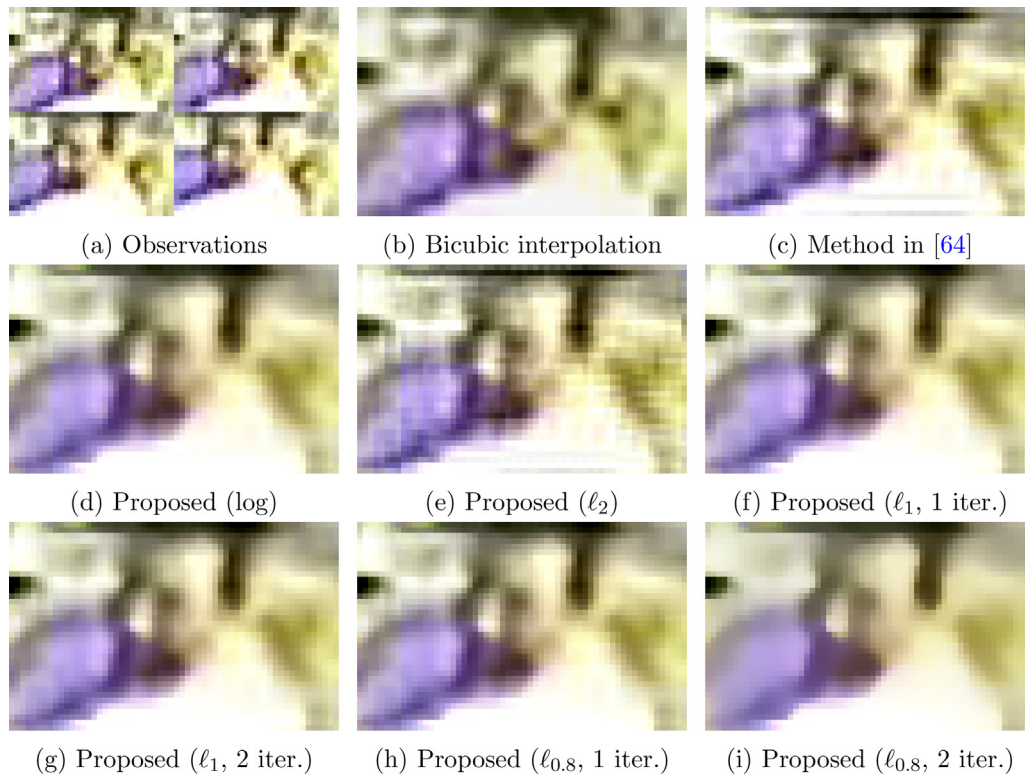 (a) Observations
(b) Bicubic interpolation
(c) Method in [64]
(d) Proposed (log)
(e) Proposed (ℓ₂)
(f) Proposed (ℓ₁, 1 iter.)
(g) Proposed (ℓ₁, 2 iter.)
(h) Proposed (ℓ₀.₈, 1 iter.)
(i) Proposed (ℓ₀.₈, 2 iter.)